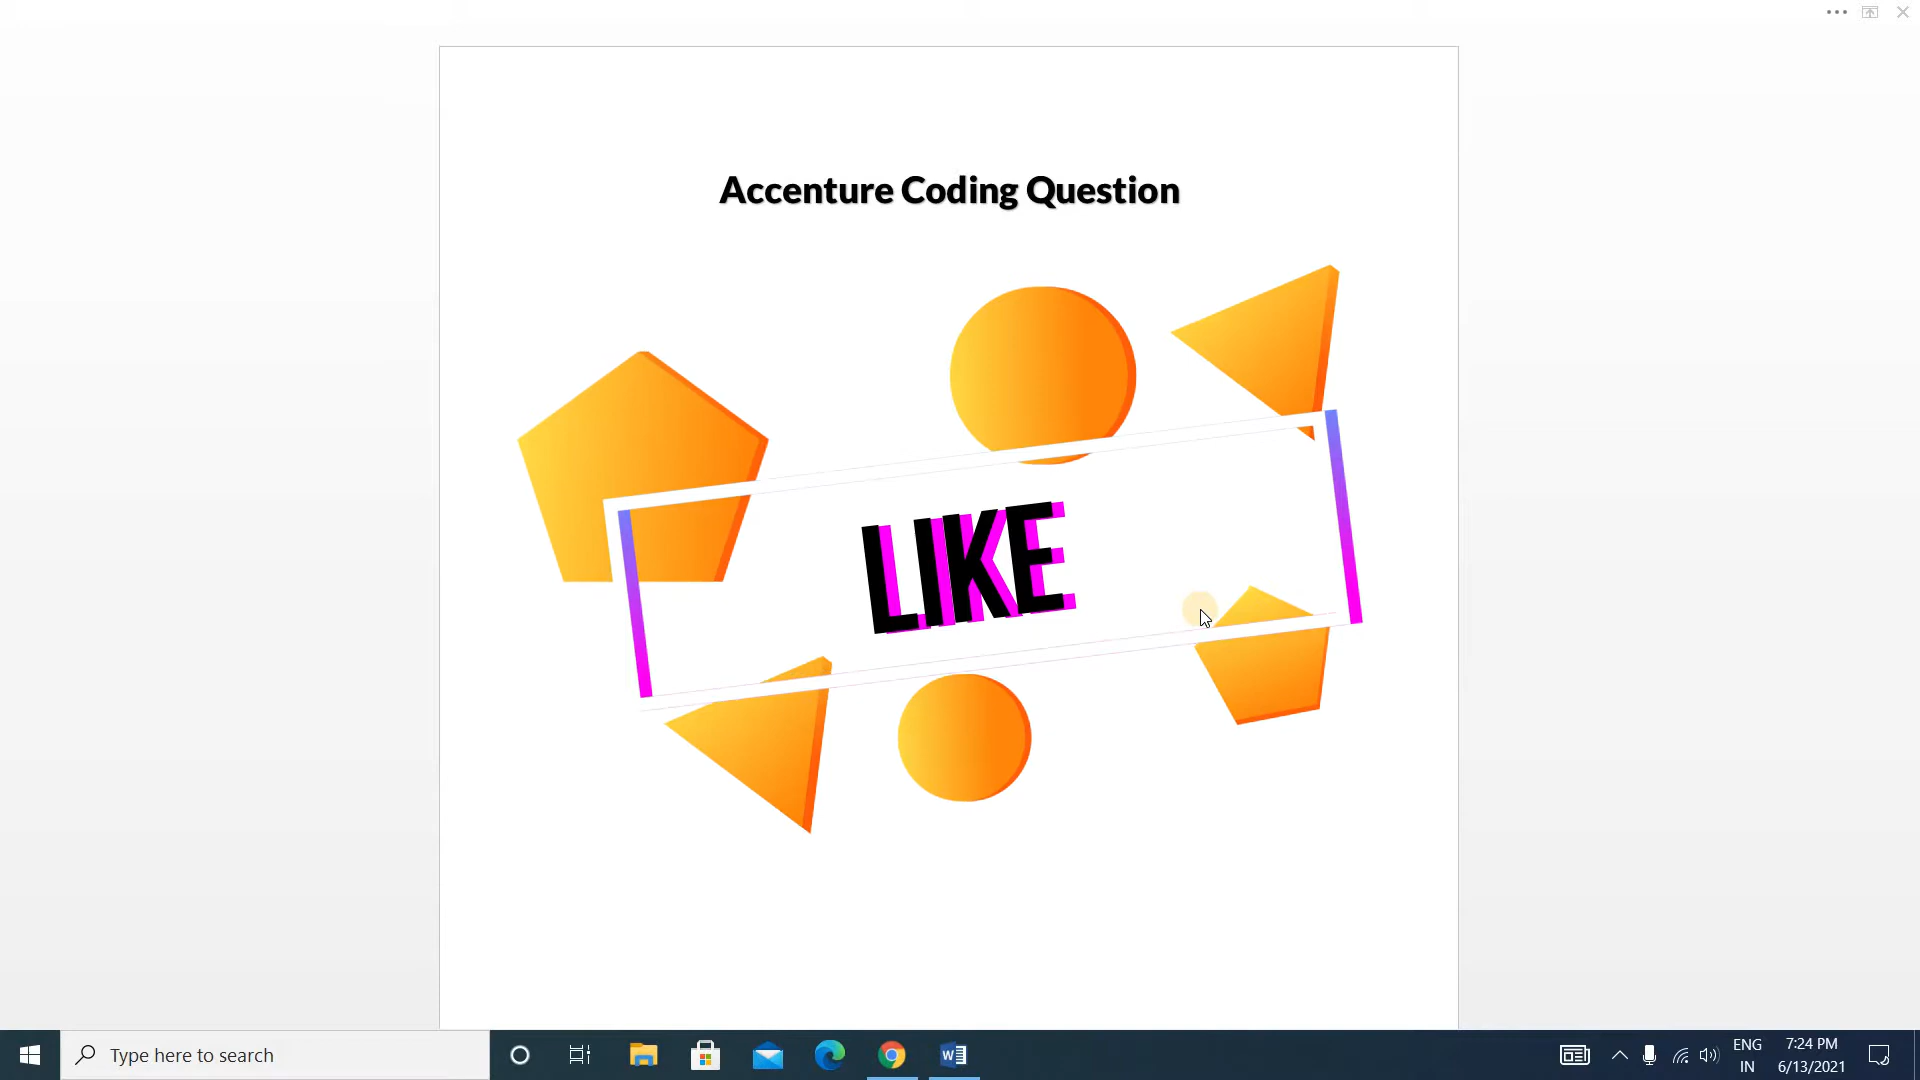 Accenture Coding Question
LIKE
Type here to search
W
ENG
IN
7:24 PM
6/13/2021